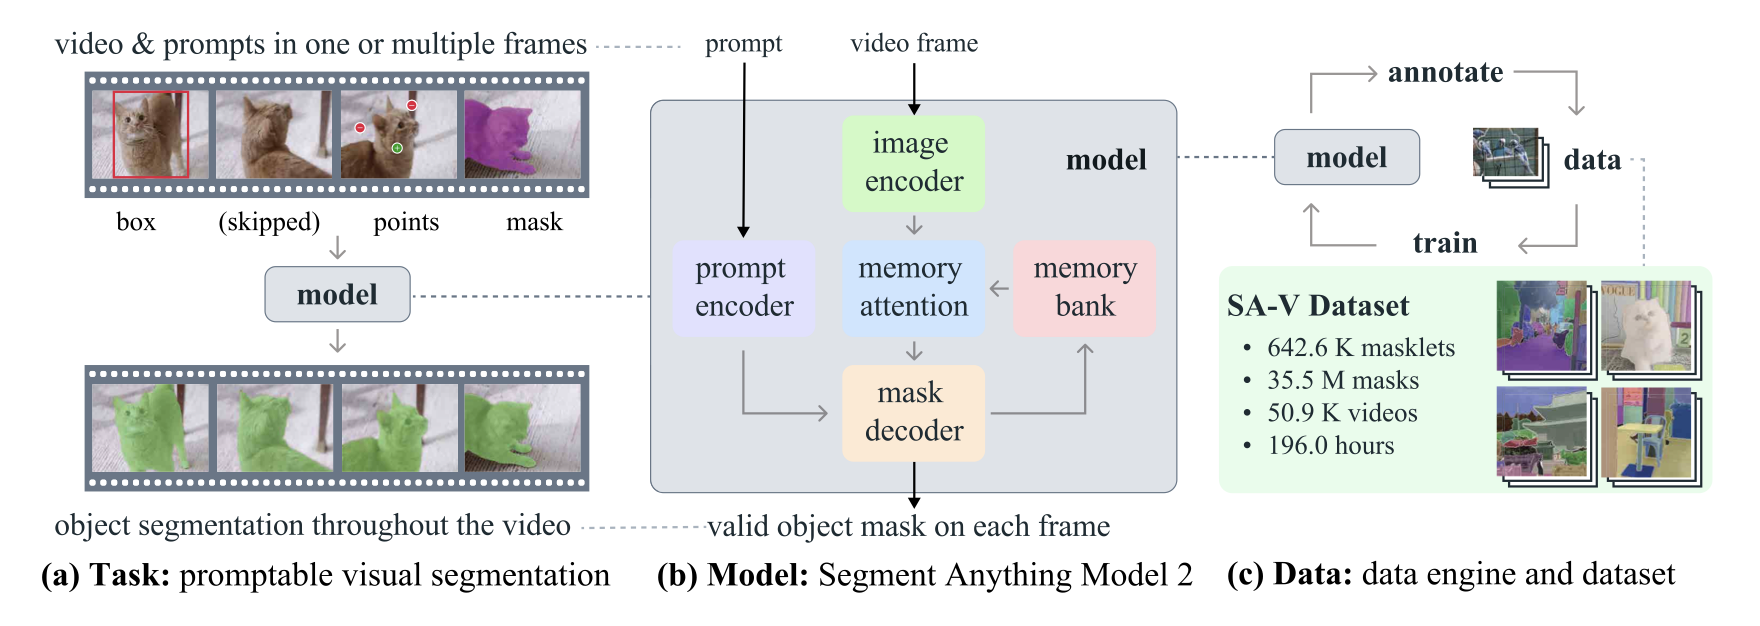 video & prompts in one or multiple frames
box
(skipped)
points
mask
model
object segmentation throughout the video
(a) Task: promptable visual segmentation
prompt
video frame
model
image
encoder
prompt
encoder
memory
attention
memory
bank
mask
decoder
valid object mask on each frame
(b) Model: Segment Anything Model 2
annotate
model
data
train
SA-V Dataset
• 642.6 K masklets
• 35.5 M masks
• 50.9 K videos
• 196.0 hours
VOGUE
2
(c) Data: data engine and dataset